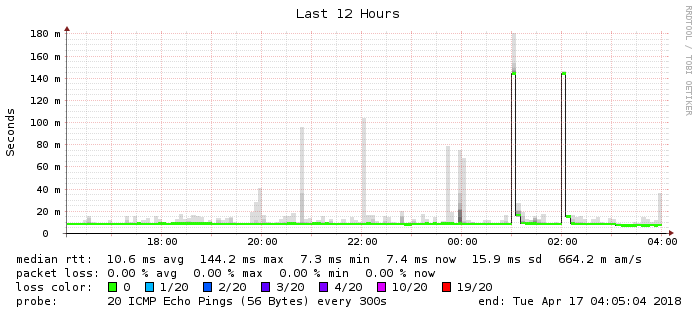 Last 12 Hours
RRDTOOL / TOBI OETIKER
Seconds
180 m
160 m
140 m
120 m
100 m
80 m
60 m
40 m
20 m
0
18:00 20:00 22:00 00:00 02:00 04:00
median rtt: 10.6 ms avg 144.2 ms max 7.3 ms min 7.4 ms now 15.9 ms sd 664.2 m am/s
packet loss: 0.00 % avg 0.00 % max 0.00 % min 0.00 % now
loss color: 0 1/20 2/20 3/20 4/20 10/20 19/20
probe: 20 ICMP Echo Pings (56 Bytes) every 300s end: Tue Apr 17 04:05:04 2018